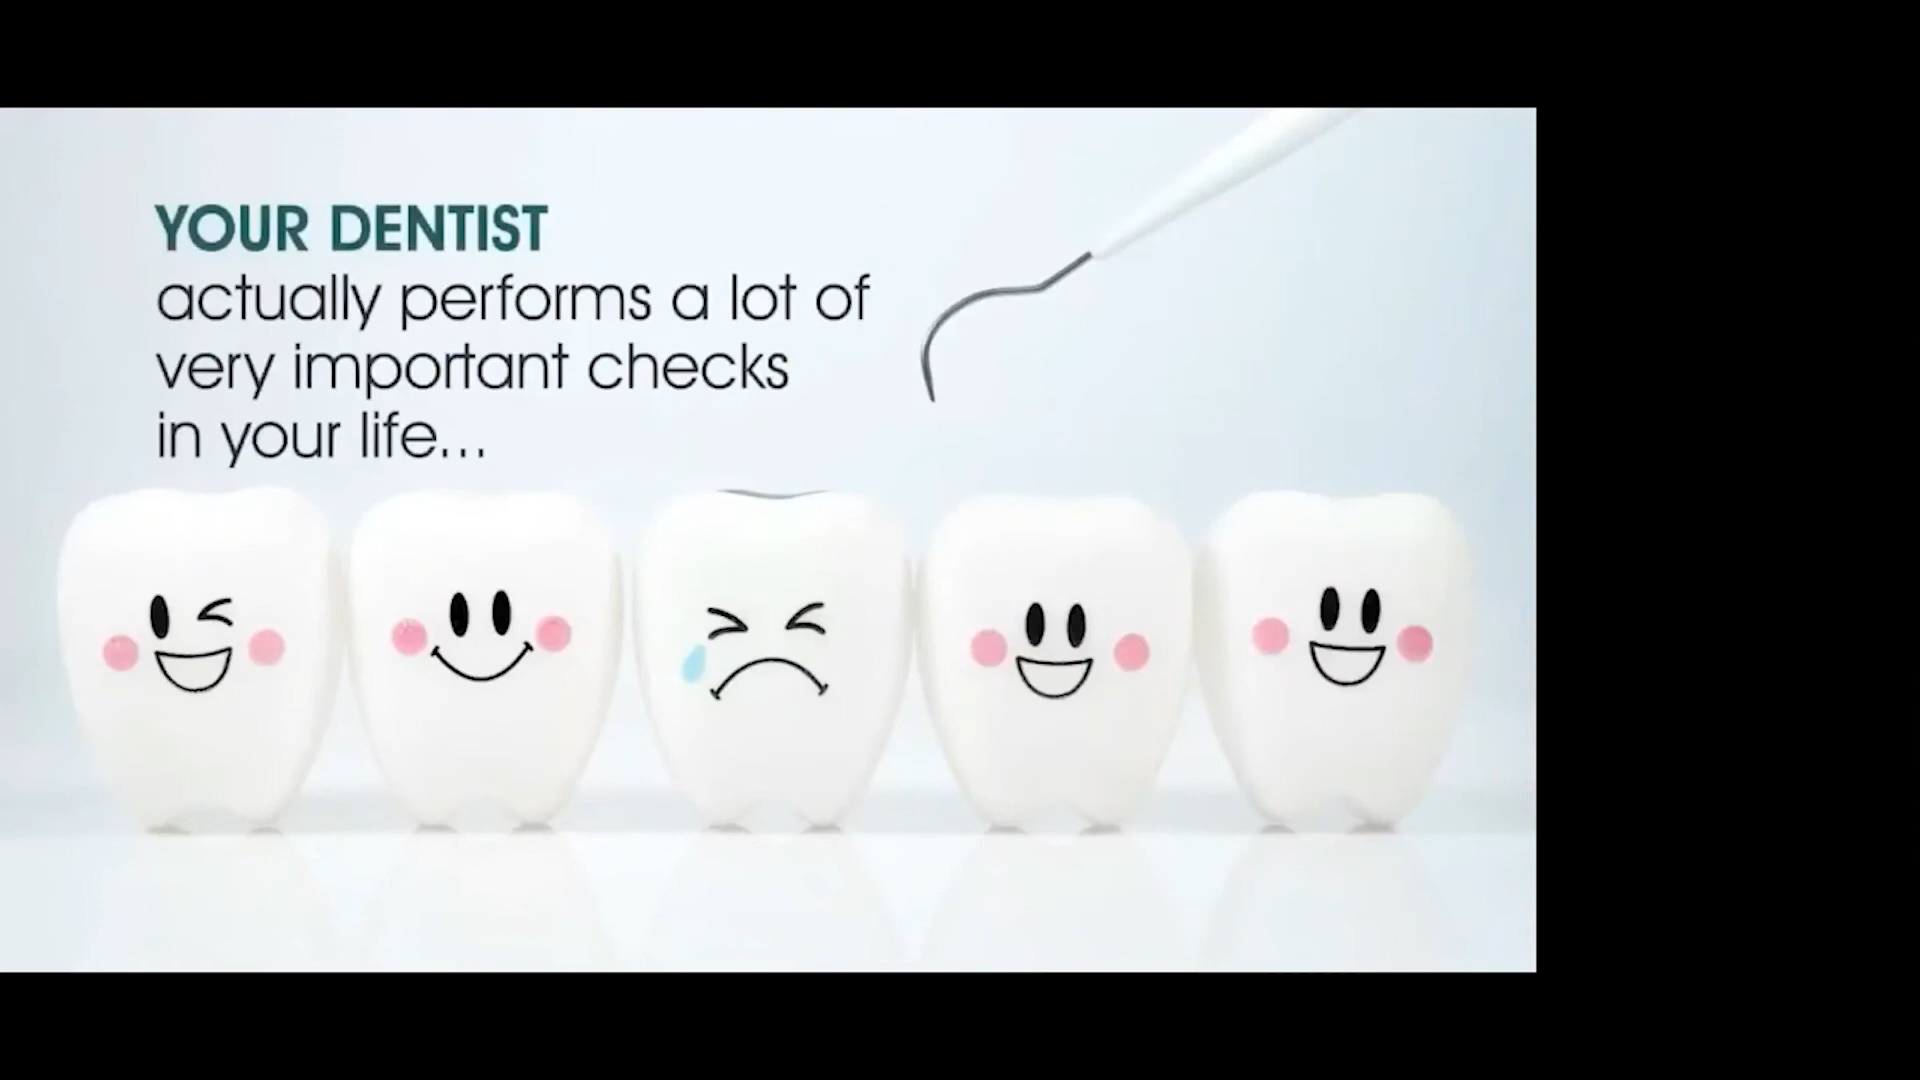 YOUR DENTIST
actually performs a lot of
very important checks
in your life...